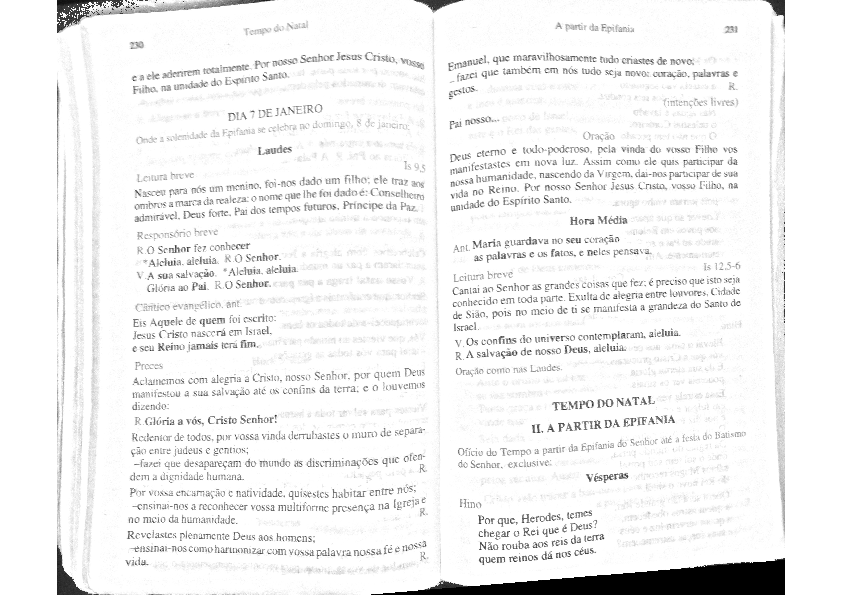 230
Tempo do Natal
e a ele aderirem totalmente. Por nosso Senhor Jesus Cristo, vosso
Filho, na unidade do Espírito Santo.
DIA 7 DE JANEIRO
Onde a solenidade da Epifania se celebra no domingo, 8 de janeiro:
Laudes
Leitura breve
Is 9,5
Nasceu para nós um menino, foi-nos dado um filho; ele traz aos
ombros a marca da realeza; o nome que lhe foi dado é: Conselheiro
admirável, Deus forte, Pai dos tempos futuros, Príncipe da Paz.
Responsório breve
R. O Senhor fez conhecer
*Aleluia, aleluia. R. O Senhor.
V. A sua salvação. *Aleluia, aleluia.
Glória ao Pai. R. O Senhor.
Cântico evangélico, ant.
Eis Aquele de quem foi escrito:
Jesus Cristo nascerá em Israel,
e seu Reino jamais terá fim.
Preces
Aclamemos com alegria a Cristo, nosso Senhor, por quem Deus
manifestou a sua salvação até os confins da terra; e o louvemos
dizendo:
R. Glória a vós, Cristo Senhor!
Redentor de todos, por vossa vinda derrubastes o muro de separa-
ção entre judeus e gentios;
–fazei que desapareçam do mundo as discriminações que ofen-
dem a dignidade humana.
R.
Por vossa encarnação e natividade, quisestes habitar entre nós;
–ensinai-nos a reconhecer vossa multiforme presença na Igreja e
no meio da humanidade.
R.
Revelastes plenamente Deus aos homens;
–ensinai-nos como harmonizar com vossa palavra nossa fé e nossa
vida.
R.
A partir da Epifania
231
Emanuel, que maravilhosamente tudo criastes de novo;
–fazei que também em nós tudo seja novo: coração, palavras e
gestos.
R.
(intenções livres)
Pai nosso...
Oração
Deus eterno e todo-poderoso, pela vinda do vosso Filho vos
manifestastes em nova luz. Assim como ele quis participar da
nossa humanidade, nascendo da Virgem, dai-nos participar de sua
vida no Reino. Por nosso Senhor Jesus Cristo, vosso Filho, na
unidade do Espírito Santo.
Hora Média
Ant. Maria guardava no seu coração
as palavras e os fatos, e neles pensava.
Leitura breve
Is 12,5-6
Cantai ao Senhor as grandes coisas que fez; é preciso que isto seja
conhecido em toda parte. Exulta de alegria entre louvores, Cidade
de Sião, pois no meio de ti se manifesta a grandeza do Santo de
Israel.
V. Os confins do universo contemplaram, aleluia.
R. A salvação de nosso Deus, aleluia.
Oração como nas Laudes.
TEMPO DO NATAL
II. A PARTIR DA EPIFANIA
Ofício do Tempo a partir da Epifania do Senhor até a festa do Batismo
do Senhor, exclusive:
Vésperas
Hino
Por que, Herodes, temes
chegar o Rei que é Deus?
Não rouba aos reis da terra
quem reinos dá nos céus.